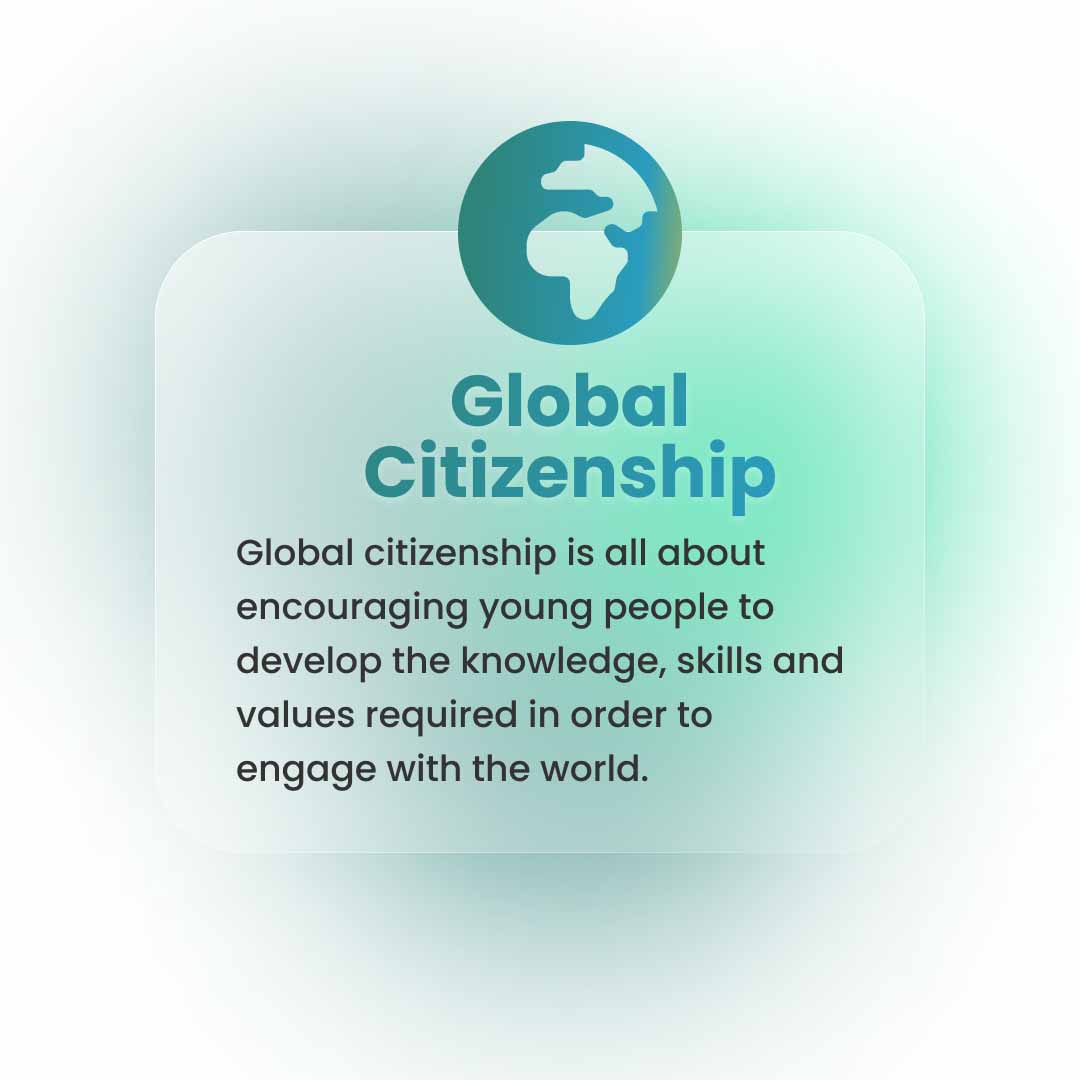 Global
Citizenship
Global citizenship is all about
encouraging young people to
develop the knowledge, skills and
values required in order to
engage with the world.